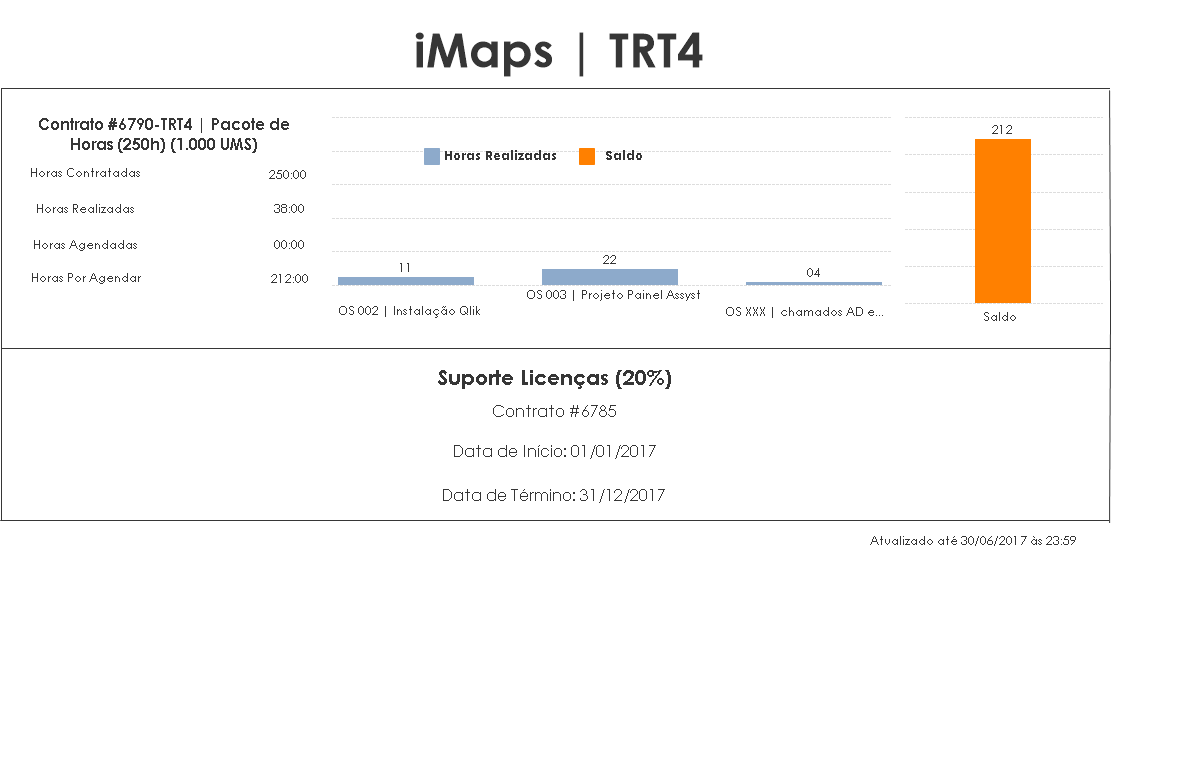 iMaps | TRT4
Contrato #6790-TRT4 | Pacote de
Horas (250h) (1.000 UMS)
Horas Contratadas 250:00
Horas Realizadas 38:00
Horas Agendadas 00:00
Horas Por Agendar 212:00
Horas Realizadas Saldo
11
22
04
OS 002 | Instalação Qlik
OS 003 | Projeto Painel Assyst
OS XXX | chamados AD e...
212
Saldo
Suporte Licenças (20%)
Contrato #6785
Data de Início: 01/01/2017
Data de Término: 31/12/2017
Atualizado até 30/06/2017 às 23:59